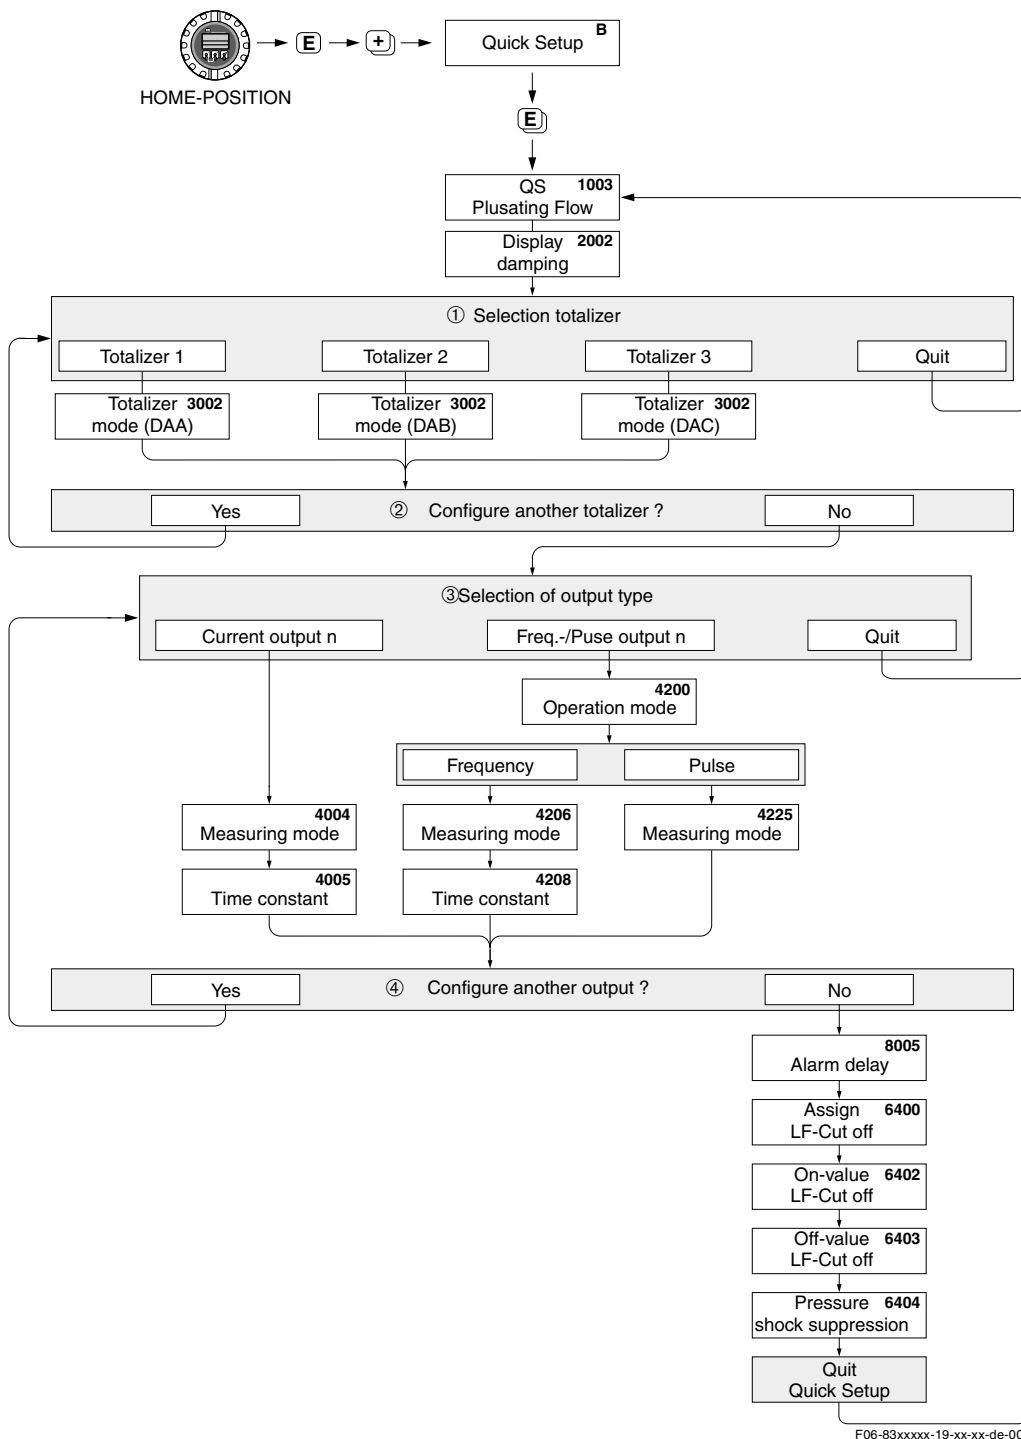 E
+
Quick Setup B
HOME-POSITION
E
QS 1003
Plusating Flow
Display 2002
damping
① Selection totalizer
Totalizer 1
Totalizer 2
Totalizer 3
Quit
Totalizer 3002
mode (DAA)
Totalizer 3002
mode (DAB)
Totalizer 3002
mode (DAC)
Yes
② Configure another totalizer ?
No
③Selection of output type
Current output n
Freq.-/Puse output n
Quit
4200
Operation mode
Frequency
Pulse
4004
Measuring mode
4206
Measuring mode
4225
Measuring mode
4005
Time constant
4208
Time constant
Yes
④ Configure another output ?
No
8005
Alarm delay
Assign 6400
LF-Cut off
On-value 6402
LF-Cut off
Off-value 6403
LF-Cut off
Pressure 6404
shock suppression
Quit
Quick Setup
F06-83xxxxx-19-xx-xx-de-00